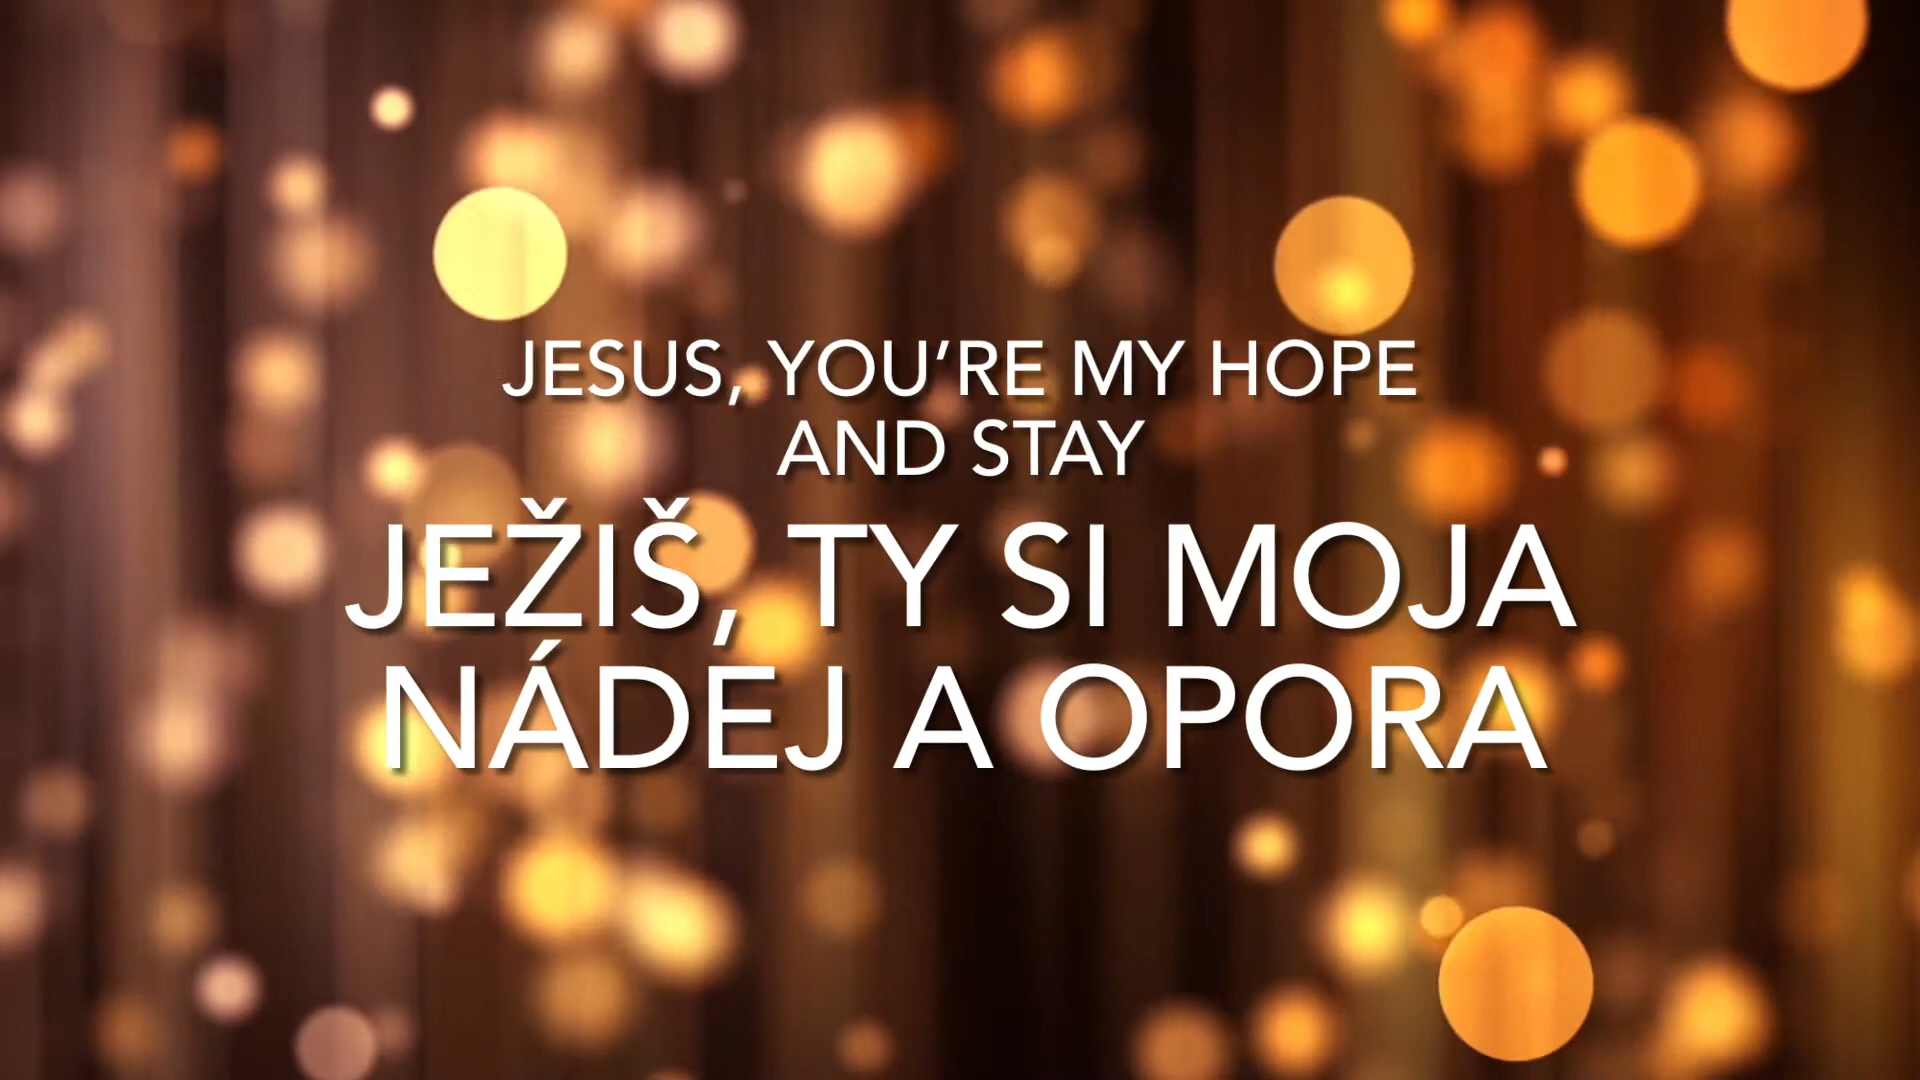 JESUS, YOU’RE MY HOPE
AND STAY
JEŽIŠ, TY SI MOJA
NÁDEJ A OPORA